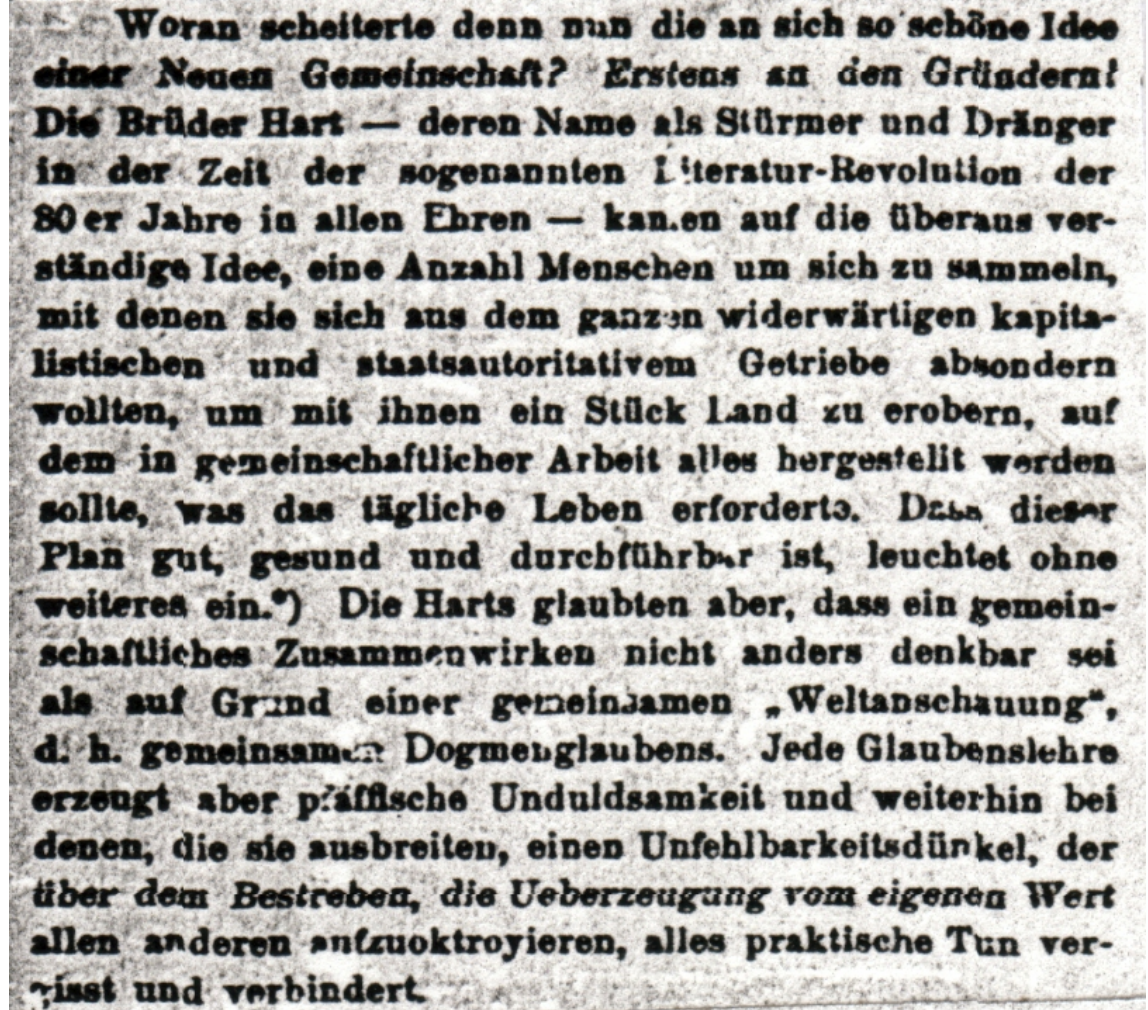 Woran scheiterte denn nun die an sich so schöne Idee
einer Neuen Gemeinschaft? Erstens an den Gründern!
Die Brüder Hart — deren Name als Stürmer und Dränger
in der Zeit der sogenannten Literatur-Revolution der
80er Jahre in allen Ehren — kamen auf die überaus ver-
ständige Idee, eine Anzahl Menschen um sich zu sammeln,
mit denen sie sich aus dem ganzen widerwärtigen kapita-
listischen und staatsautoritativem Getriebe absondern
wollten, um mit ihnen ein Stück Land zu erobern, auf
dem in gemeinschaftlicher Arbeit alles hergestellt werden
sollte, was das tägliche Leben erforderte. Dass dieser
Plan gut, gesund und durchführbar ist, leuchtet ohne
weiteres ein.*) Die Harts glaubten aber, dass ein gemein-
schaftliches Zusammenwirken nicht anders denkbar sei
als auf Grund einer gemeinsamen „Weltanschauung“,
d. h. gemeinsamen Dogmenglaubens. Jede Glaubenslehre
erzeugt aber pfäffische Unduldsamkeit und weiterhin bei
denen, die sie ausbreiten, einen Unfehlbarkeitsdünkel, der
über dem Bestreben, die Ueberzeugung vom eigenen Wert
allen anderen aufzuoktroyieren, alles praktische Tun ver-
gisst und verhindert.